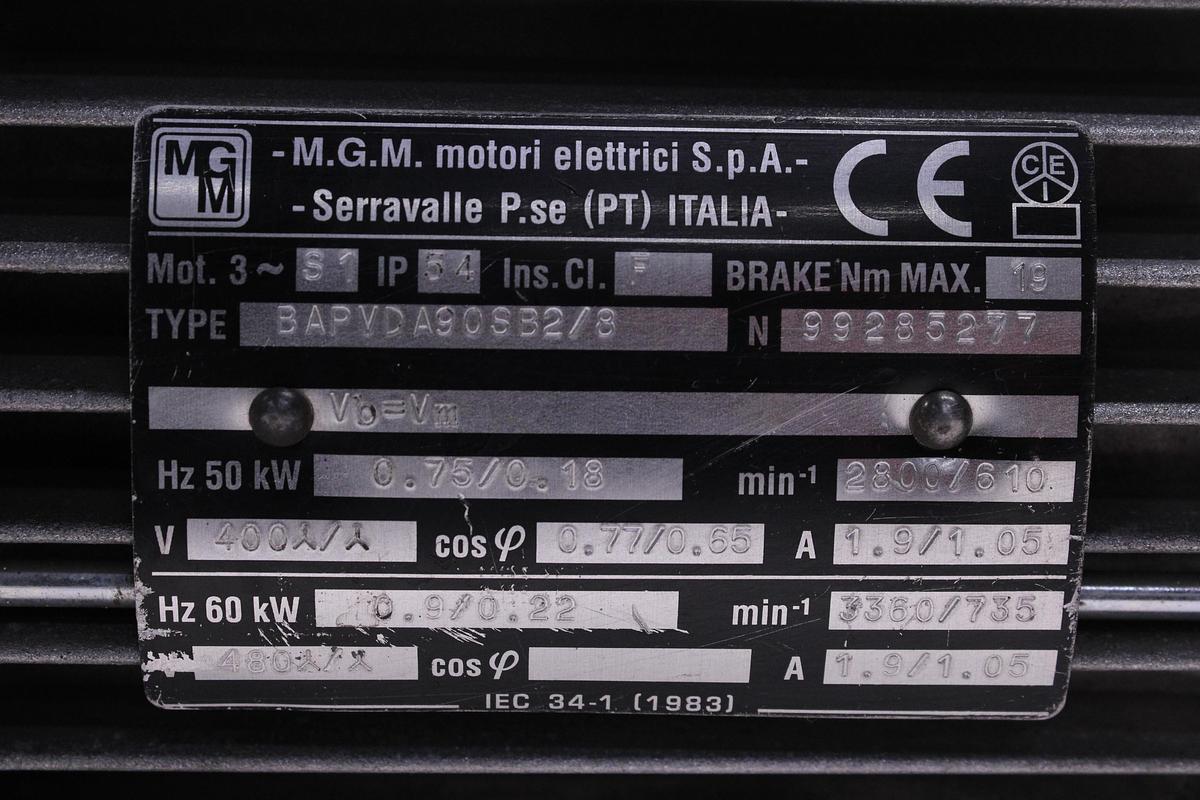 MGM
- M.G.M. motori elettrici S.p.A.-
- Serravalle P.se (PT) ITALIA-
CE
CEI
Mot. 3~ S1 IP 54 Ins.Cl. F BRAKE Nm MAX. 19
TYPE BAPVDA90SB2/8 N 99285277
Vb=Vm
Hz 50 kW 0.75/0.18 min-1 2800/610
V 400⅄/⅄ cos φ 0.77/0.65 A 1.9/1.05
Hz 60 kW 0.9/0.22 min-1 3360/735
480⅄/⅄ cos φ A 1.9/1.05
IEC 34-1 (1983)